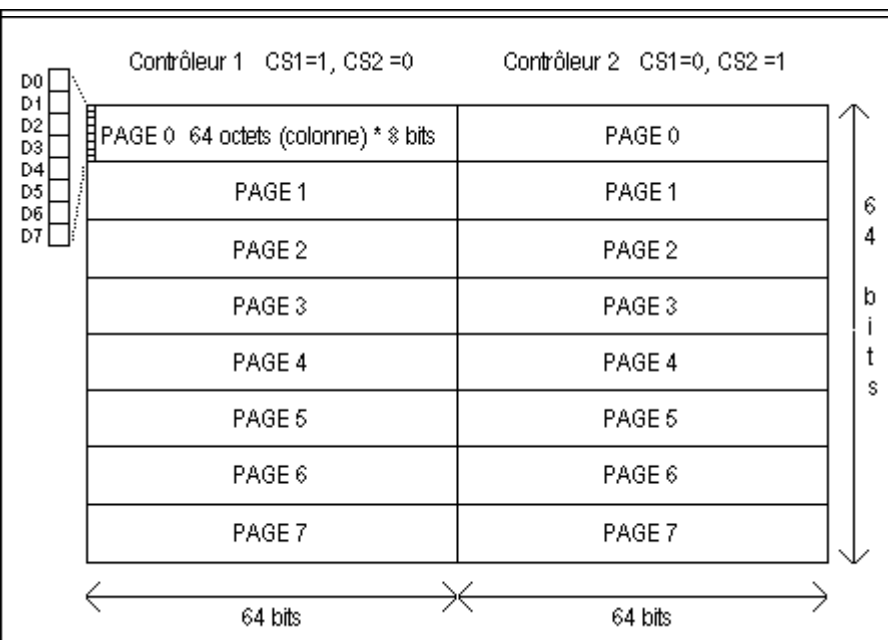 Contrôleur 1 CS1=1, CS2 =0
Contrôleur 2 CS1=0, CS2 =1
D0
D1
D2
D3
D4
D5
D6
D7
PAGE 0 64 octets (colonne) * 8 bits
PAGE 0
PAGE 1
PAGE 1
PAGE 2
PAGE 2
PAGE 3
PAGE 3
PAGE 4
PAGE 4
PAGE 5
PAGE 5
PAGE 6
PAGE 6
PAGE 7
PAGE 7
64 bits
64 bits
64 bits